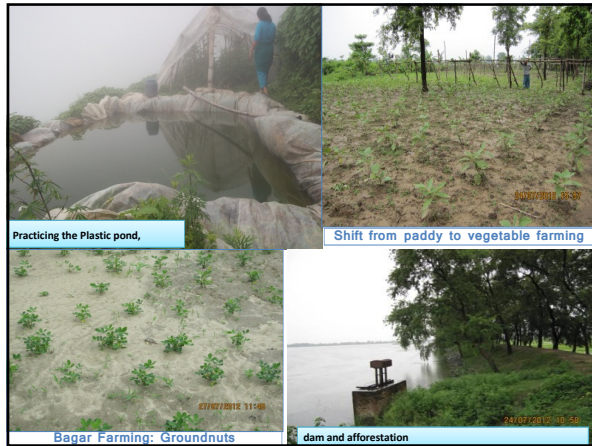 Practicing the Plastic pond,
Shift from paddy to vegetable farming
27/07/2012 11:48
Bagar Farming: Groundnuts
24/07/2012 10:58
dam and afforestation